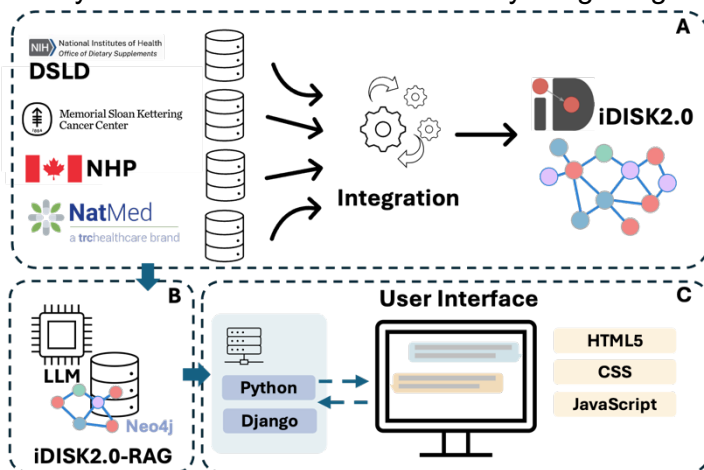 A
NIH National Institutes of Health
Office of Dietary Supplements
DSLD
Memorial Sloan Kettering
Cancer Center
NHP
NatMed
a trchealthcare brand
Integration
iD iDISK2.0
B
LLM
Neo4j
iDISK2.0-RAG
C
User Interface
Python
Django
HTML5
CSS
JavaScript